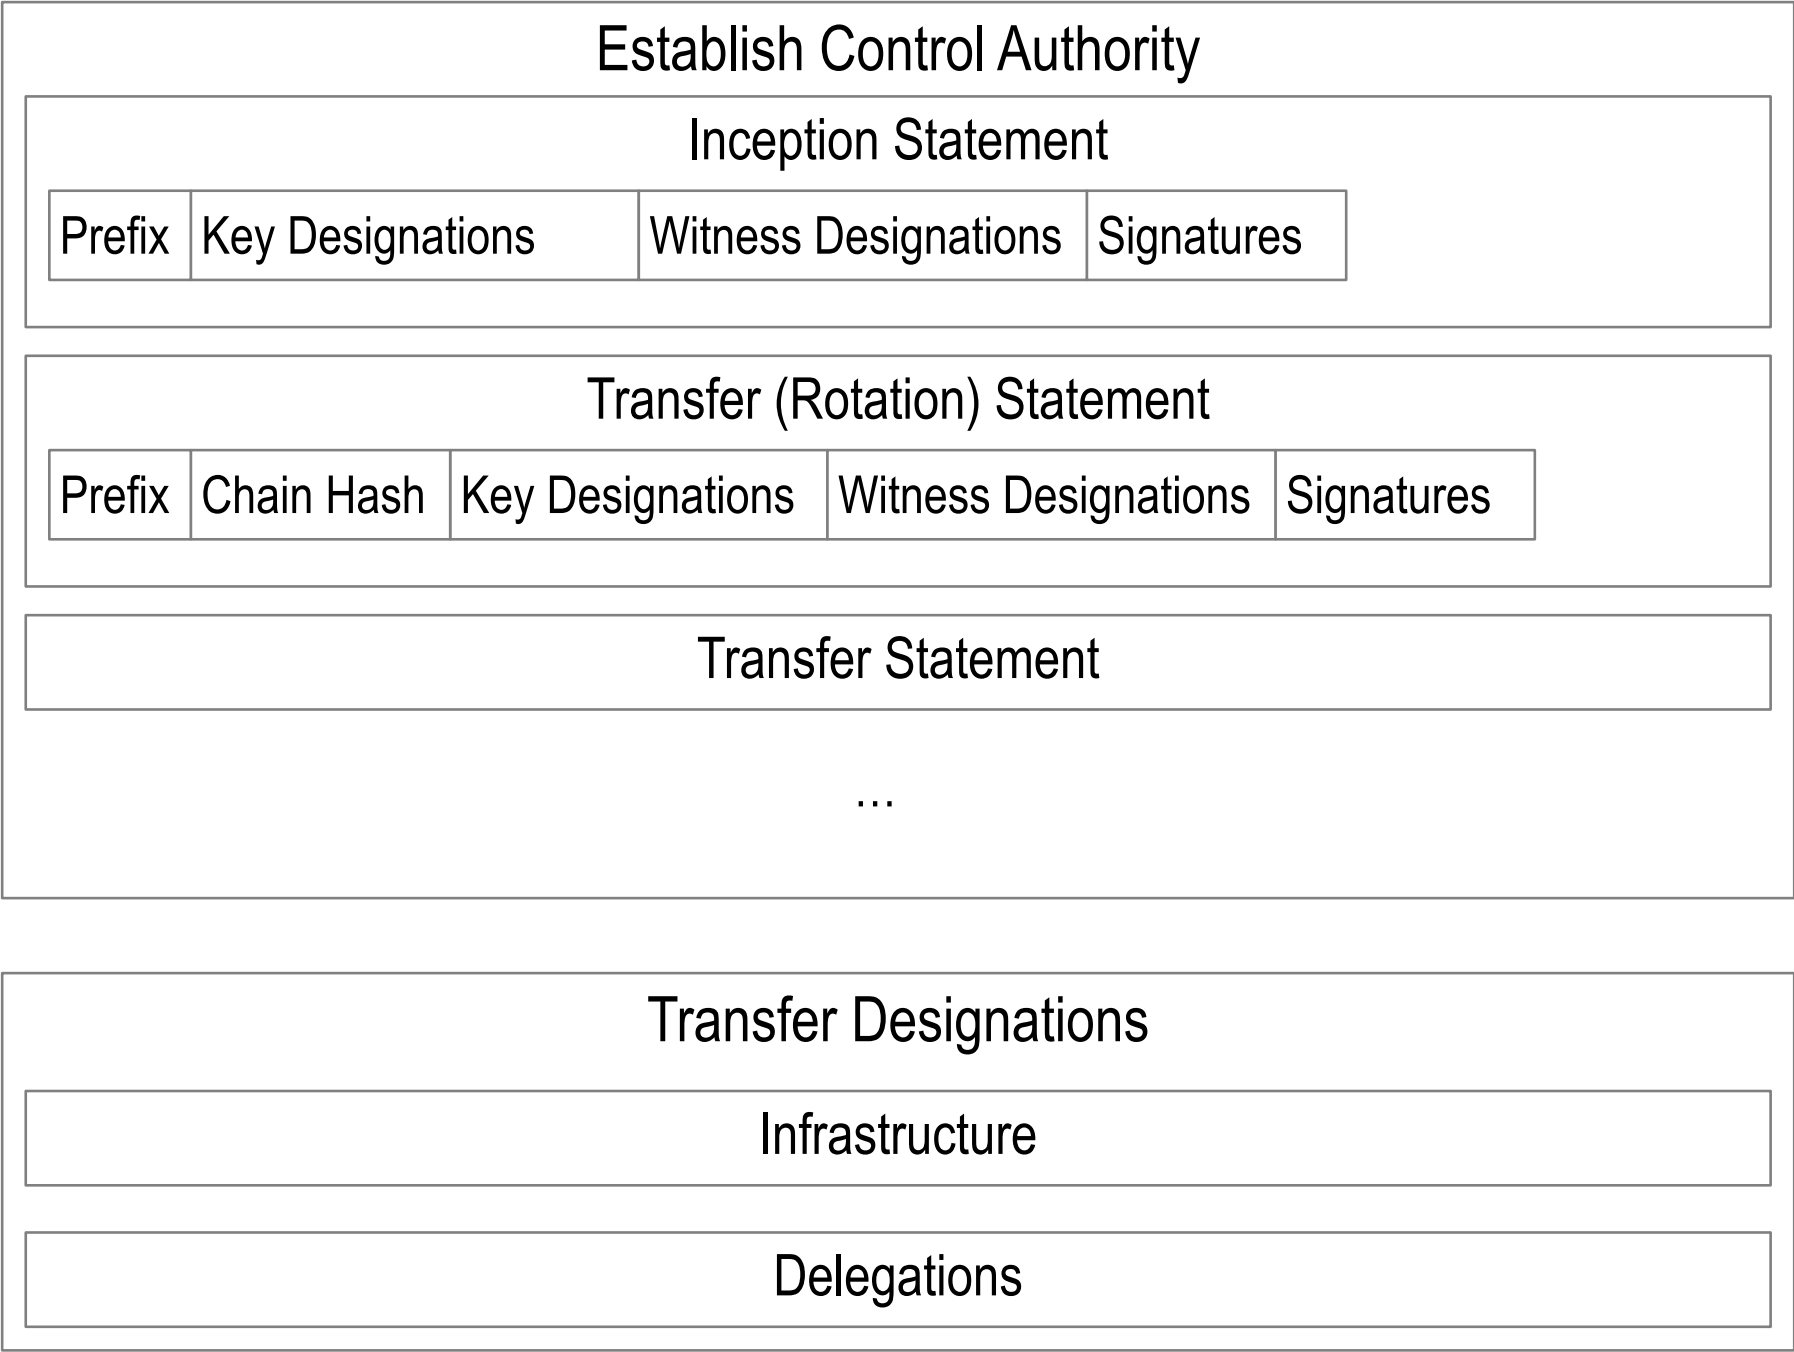 Establish Control Authority
Inception Statement
Prefix Key Designations Witness Designations Signatures
Transfer (Rotation) Statement
Prefix Chain Hash Key Designations Witness Designations Signatures
Transfer Statement
...
Transfer Designations
Infrastructure
Delegations